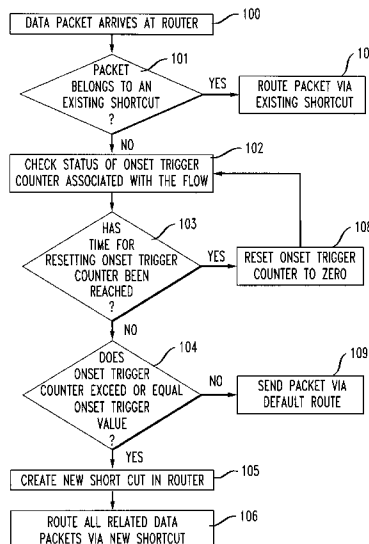 DATA PACKET ARRIVES AT ROUTER
100
PACKET
BELONGS TO AN
EXISTING SHORTCUT
?
101
YES
ROUTE PACKET VIA
EXISTING SHORTCUT
NO
102
CHECK STATUS OF ONSET TRIGGER
COUNTER ASSOCIATED WITH THE FLOW
HAS
TIME FOR
RESETTING ONSET TRIGGER
COUNTER BEEN
REACHED
?
103
YES
108
RESET ONSET TRIGGER
COUNTER TO ZERO
NO
DOES
ONSET TRIGGER
COUNTER EXCEED OR EQUAL
ONSET TRIGGER
VALUE
?
104
NO
109
SEND PACKET VIA
DEFAULT ROUTE
YES
CREATE NEW SHORT CUT IN ROUTER
105
ROUTE ALL RELATED DATA
PACKETS VIA NEW SHORTCUT
106